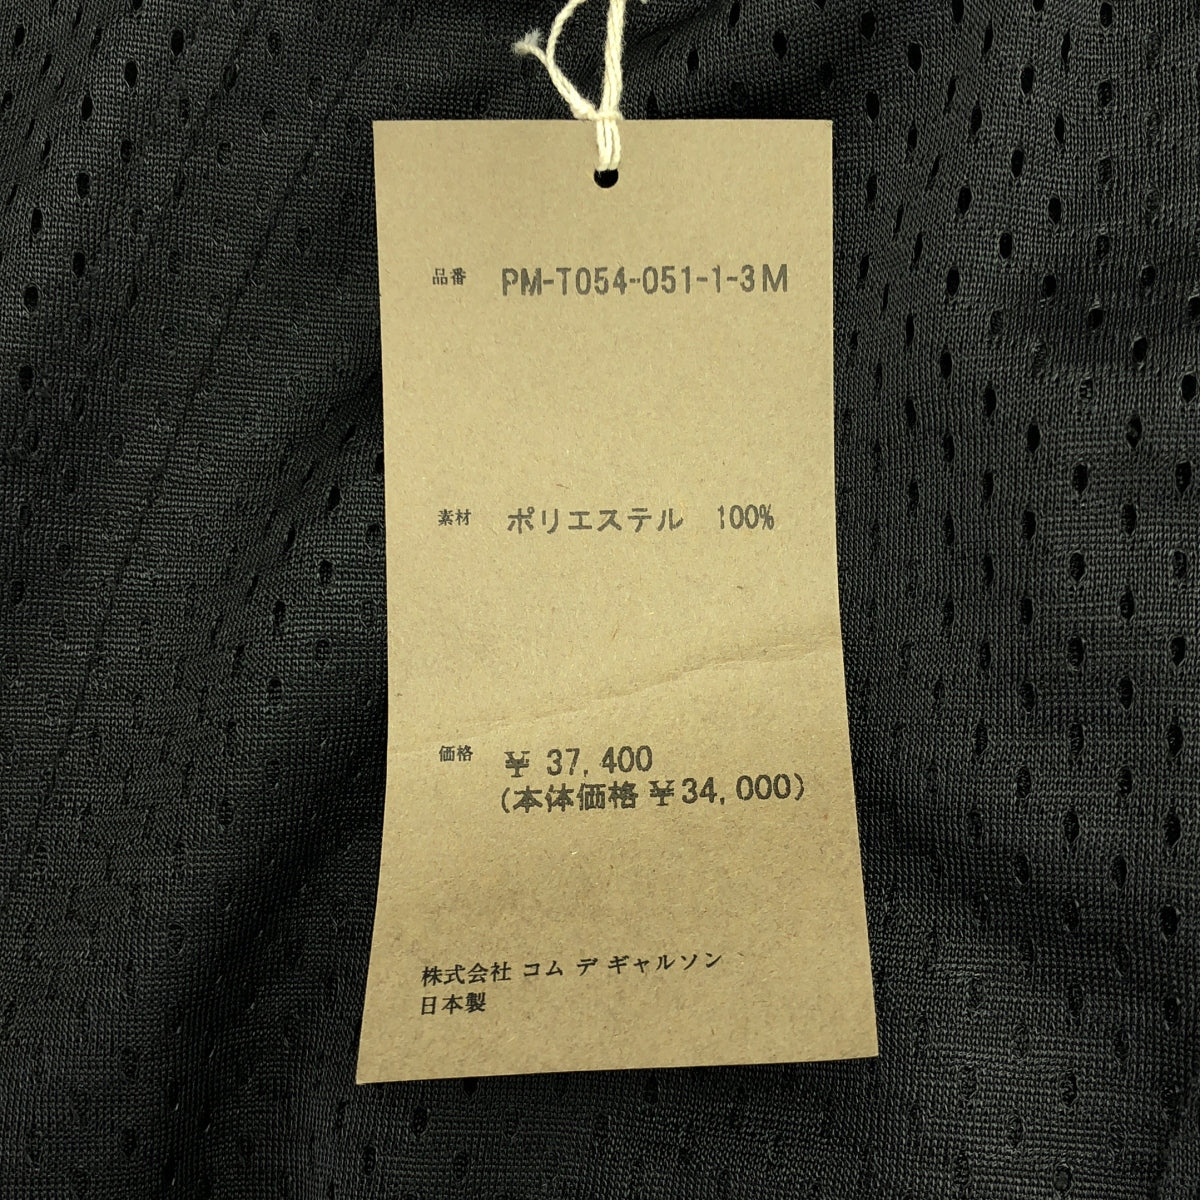 品番 PM-T054-051-1-3M
素材 ポリエステル 100%
価格 ¥ 37,400
(本体価格 ¥34,000)
株式会社 コム デ ギャルソン
日本製